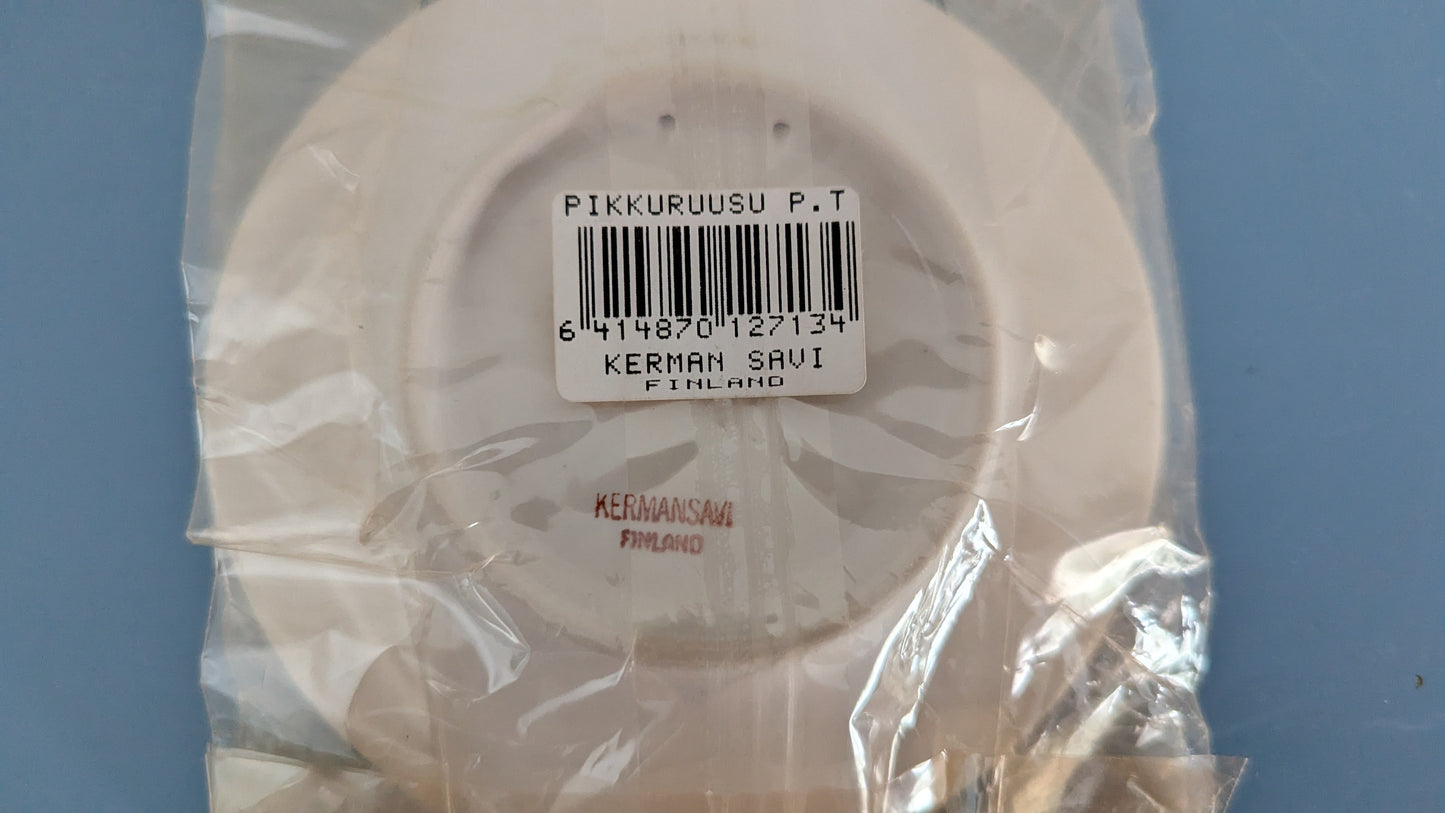 PIKKURUUSU P.T
6 414870 127134
KERMAN SAVI
FINLAND
KERMANSAVI
FINLAND